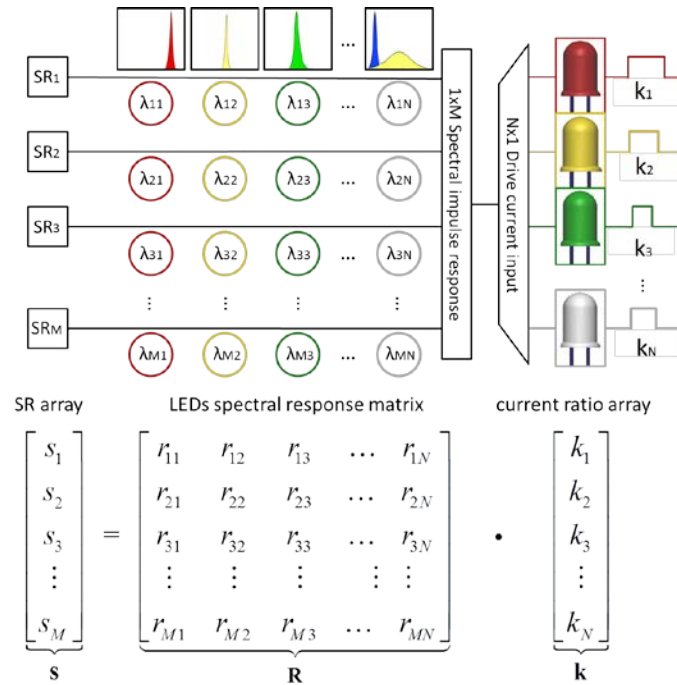 ...
SR₁
λ₁₁ λ₁₂ λ₁₃ ... λ₁N
SR₂
λ₂₁ λ₂₂ λ₂₃ ... λ₂N
SR₃
λ₃₁ λ₃₂ λ₃₃ ... λ₃N
⋮ ⋮ ⋮ ⋮
SRM
λM1 λM2 λM3 ... λMN
1xM Spectral impulse response
Nx1 Drive current input
k₁
k₂
k₃
⋮
kN
SR array LEDs spectral response matrix current ratio array
s₁ r₁₁ r₁₂ r₁₃ ... r₁N k₁
s₂ r₂₁ r₂₂ r₂₃ ... r₂N k₂
s₃ = r₃₁ r₃₂ r₃₃ ... r₃N • k₃
⋮ ⋮ ⋮ ⋮ ⋮ ⋮ ⋮
sM rM1 rM2 rM3 ... rMN kN
s R k